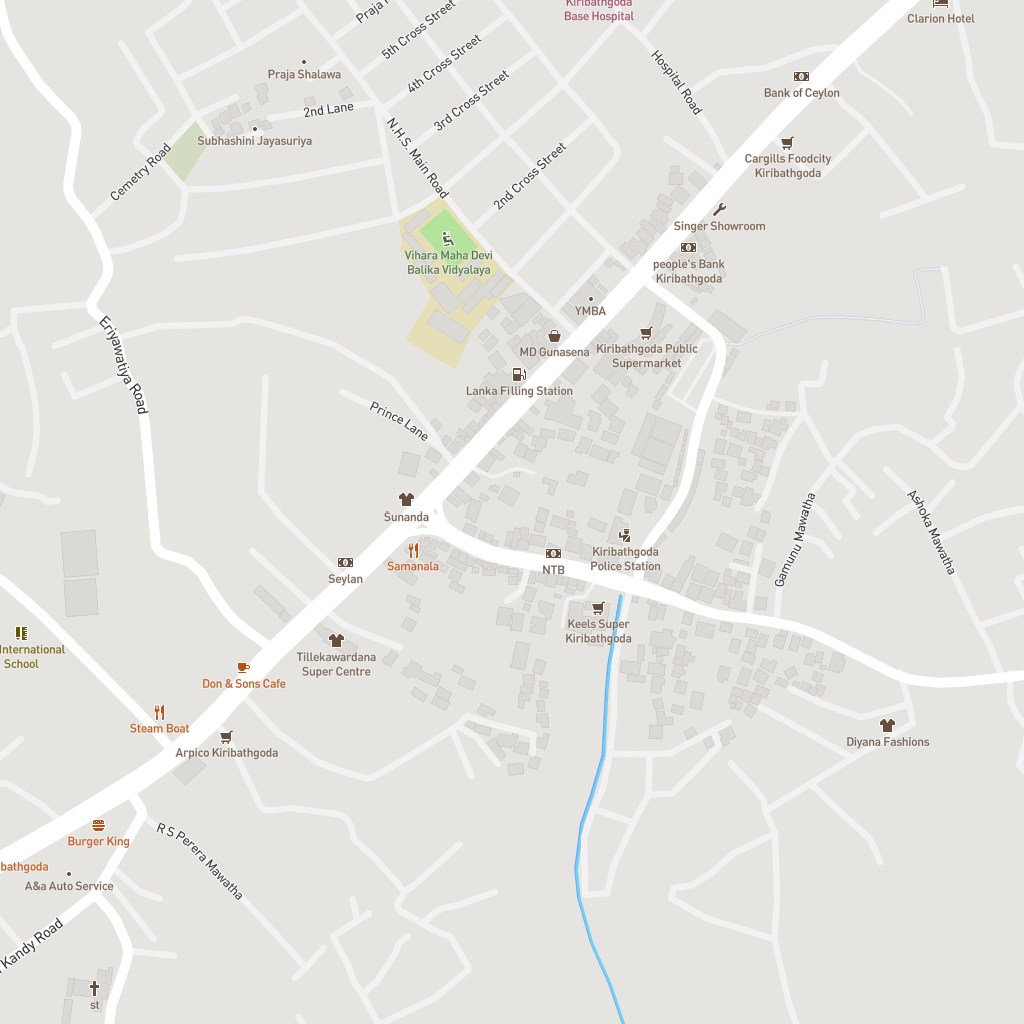 Praja M
Kiribathgoda
Base Hospital
Clarion Hotel
5th Cross Street
4th Cross Street
Praja Shalawa
Hospital Road
Bank of Ceylon
3rd Cross Street
2nd Lane
Subhashini Jayasuriya
N.H.S. Main Road
Cargills Foodcity
Kiribathgoda
Cemetry Road
2nd Cross Street
Singer Showroom
Vihara Maha Devi
Balika Vidyalaya
people's Bank
Kiribathgoda
YMBA
Eriyawatiya Road
MD Gunasena
Kiribathgoda Public
Supermarket
Lanka Filling Station
Prince Lane
Sunanda
Gamunu Mawatha
Ashoka Mawatha
Kiribathgoda
Police Station
Samanala
NTB
Seylan
Keels Super
Kiribathgoda
International
School
Tillekawardana
Super Centre
Don & Sons Cafe
Steam Boat
Arpico Kiribathgoda
Diyana Fashions
Burger King
R S Perera Mawatha
bathgoda
A&a Auto Service
Kandy Road
st